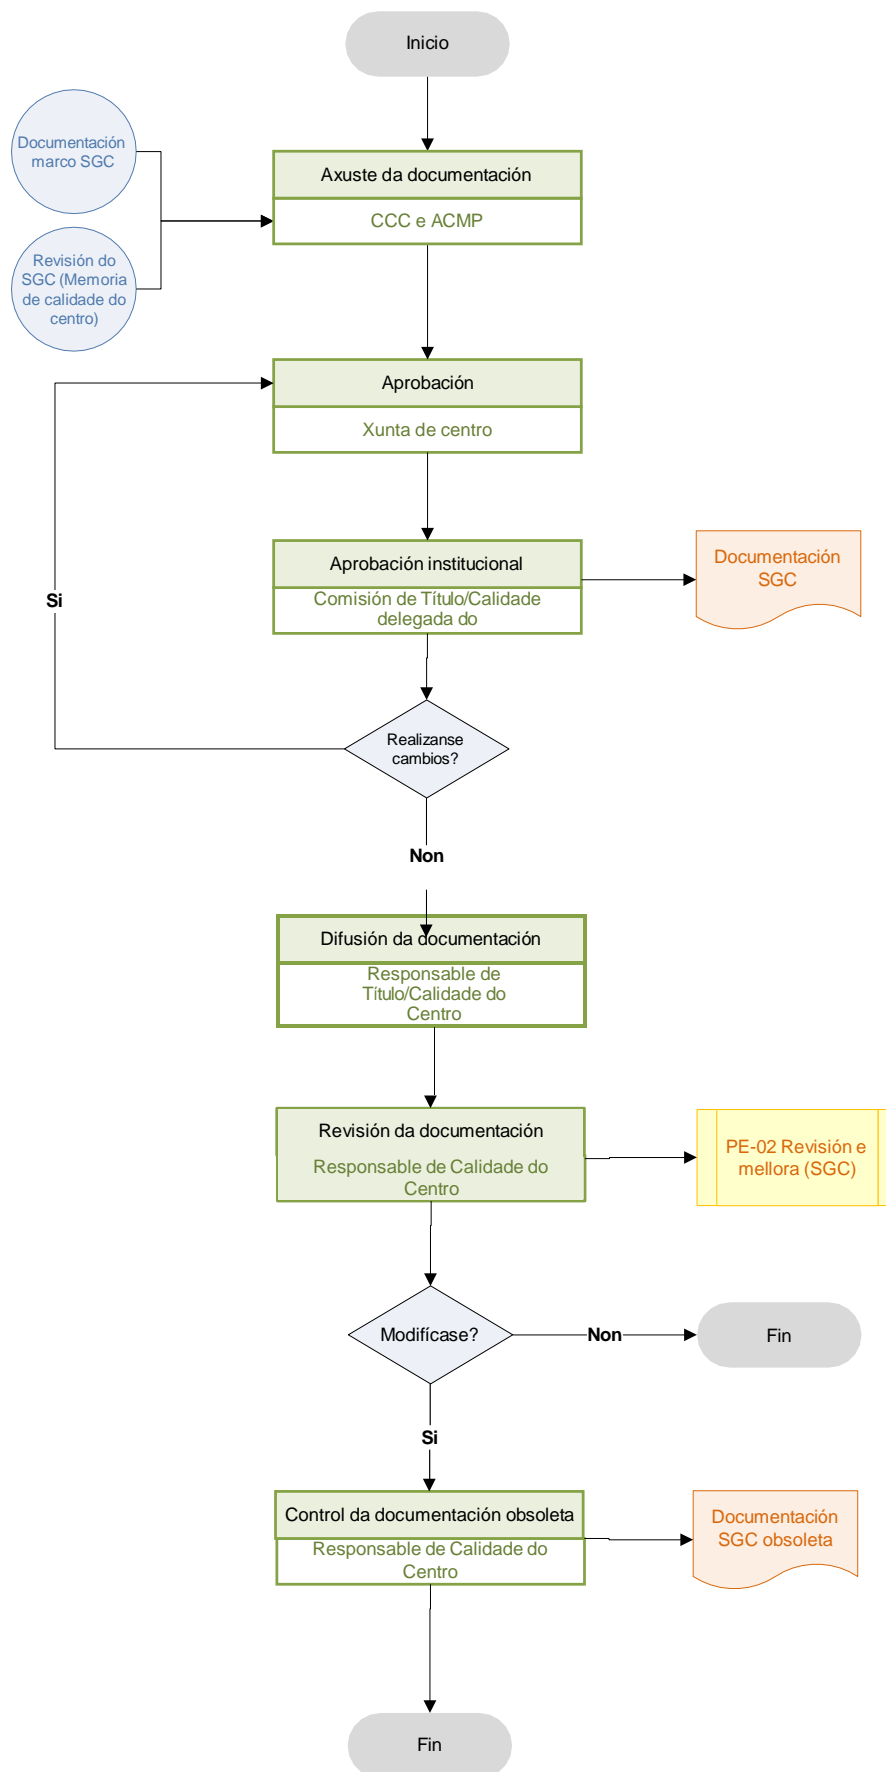 Inicio
Documentación
marco SGC
Axuste da documentación
CCC e ACMP
Revisión do
SGC (Memoria
de calidade do
centro)
Aprobación
Xunta de centro
Aprobación institucional
Comisión de Título/Calidade
delegada do
Documentación
SGC
Si
Realizanse
cambios?
Non
Difusión da documentación
Responsable de
Título/Calidade do
Centro
Revisión da documentación
Responsable de Calidade do
Centro
PE-02 Revisión e
mellora (SGC)
Modifícase?
Non
Fin
Si
Control da documentación obsoleta
Responsable de Calidade do
Centro
Documentación
SGC obsoleta
Fin